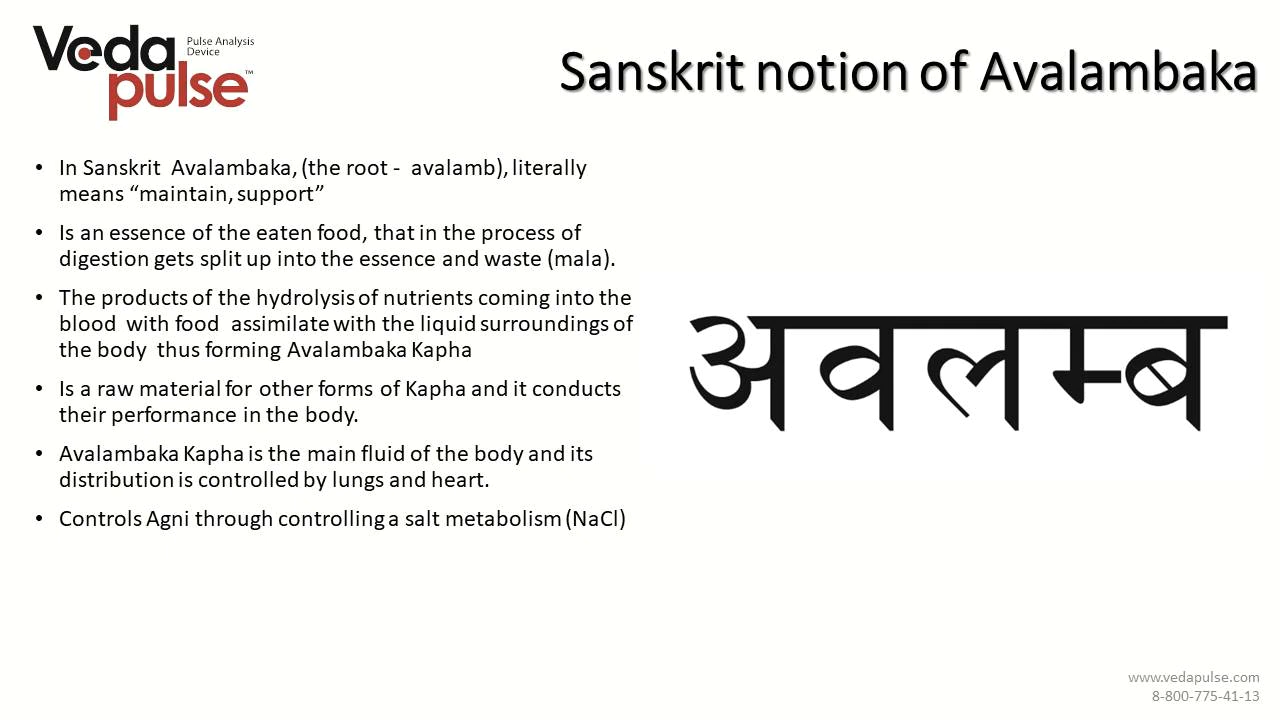 Veda
pulse™
Pulse Analysis
Device
Sanskrit notion of Avalambaka
• In Sanskrit Avalambaka, (the root - avalamb), literally
means “maintain, support”
• Is an essence of the eaten food, that in the process of
digestion gets split up into the essence and waste (mala).
• The products of the hydrolysis of nutrients coming into the
blood with food assimilate with the liquid surroundings of
the body thus forming Avalambaka Kapha
• Is a raw material for other forms of Kapha and it conducts
their performance in the body.
• Avalambaka Kapha is the main fluid of the body and its
distribution is controlled by lungs and heart.
• Controls Agni through controlling a salt metabolism (NaCl)
अवलम्ब
www.vedapulse.com
8-800-775-41-13